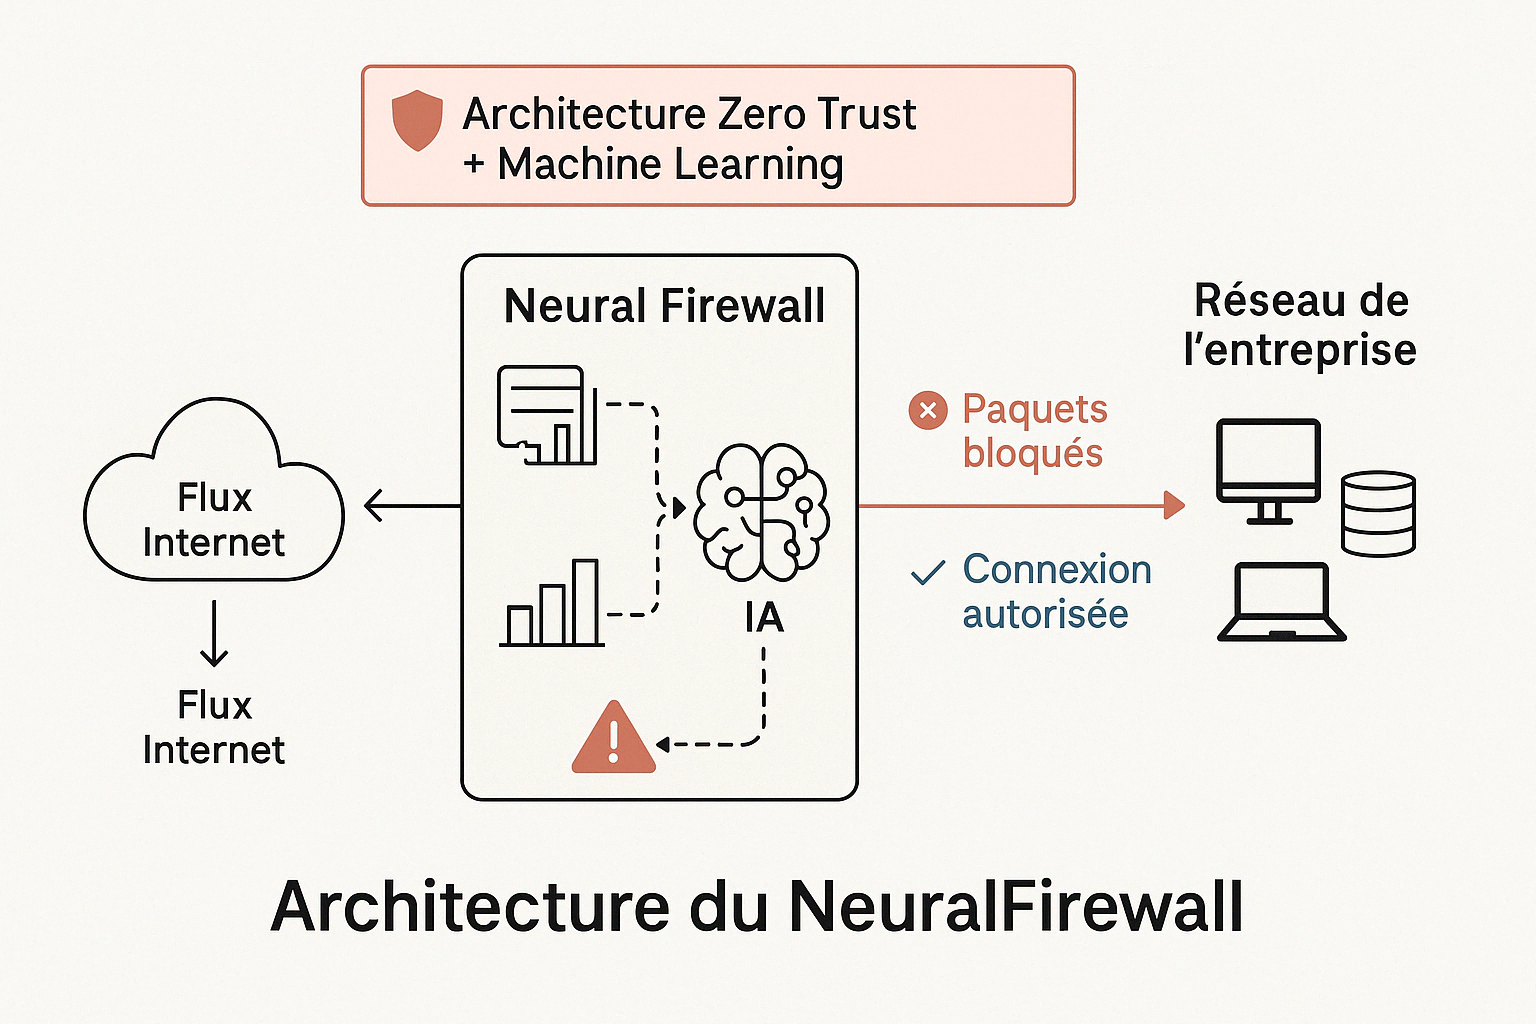 Architecture Zero Trust
+ Machine Learning
Neural Firewall
Réseau de
l'entreprise
Flux
Internet
Paquets
bloqués
IA
Connexion
autorisée
Flux
Internet
Architecture du NeuralFirewall